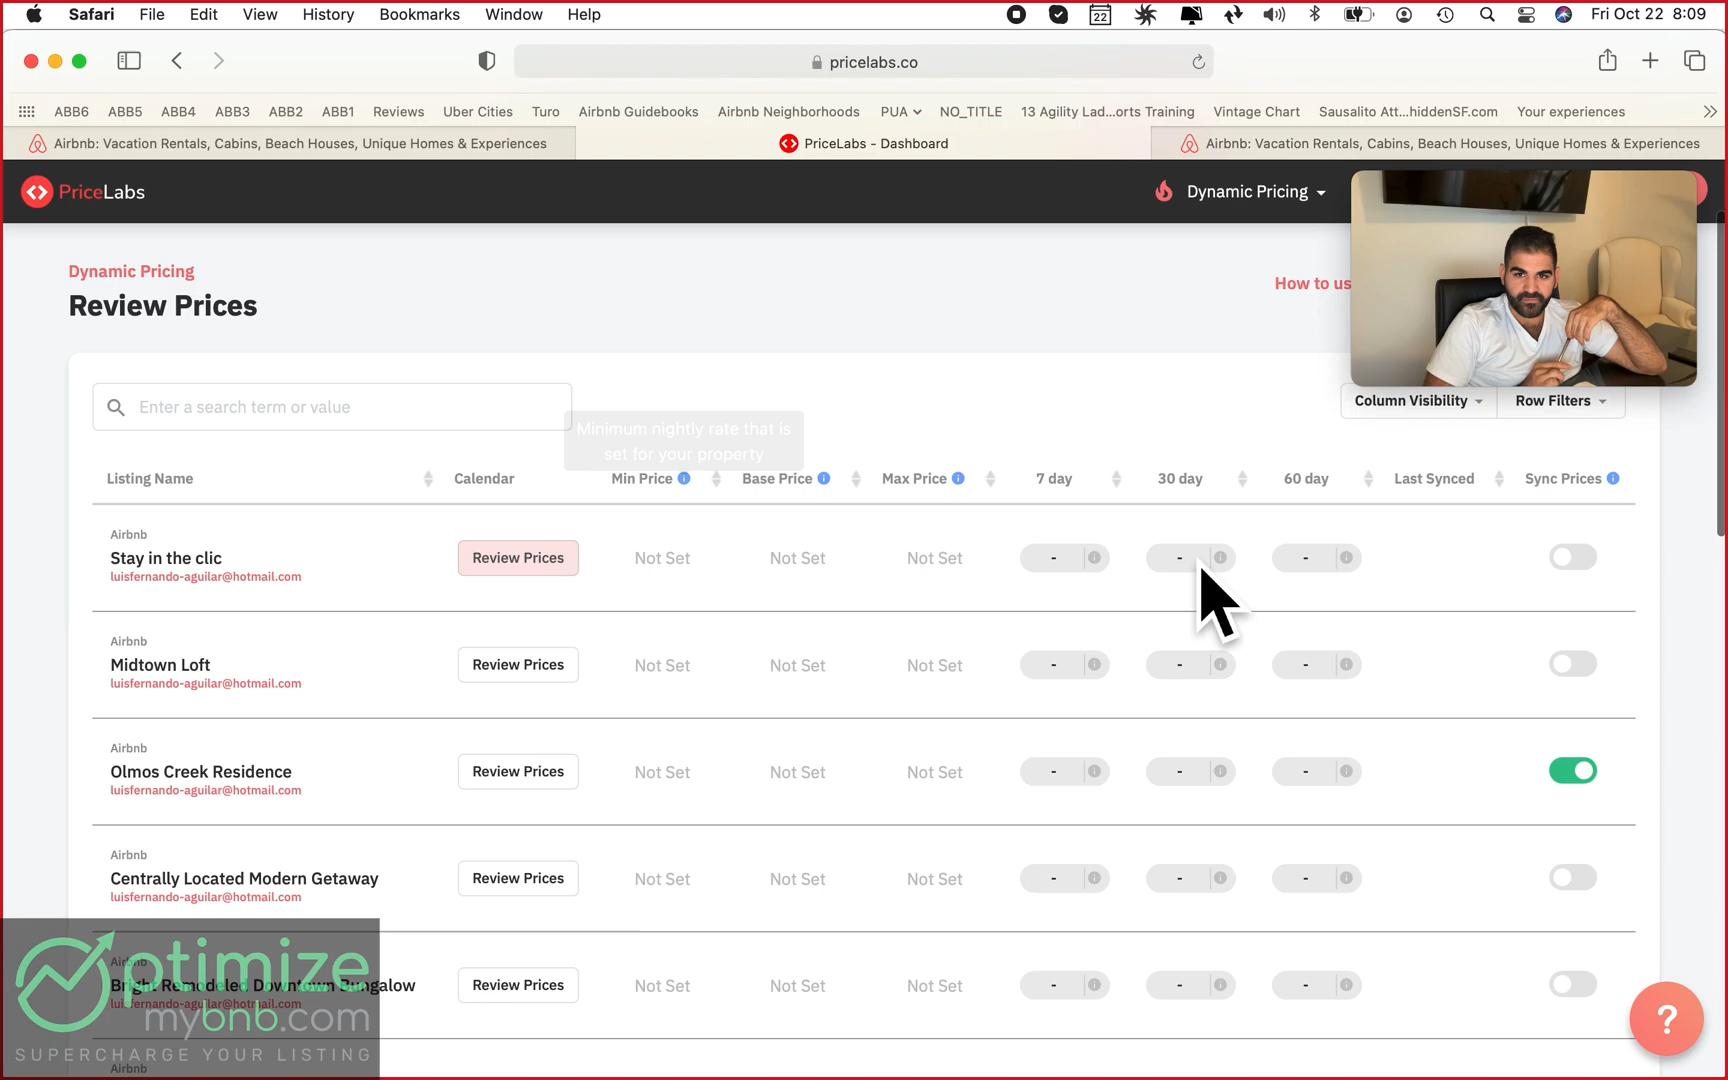 Safari File Edit View History Bookmarks Window Help
22
Fri Oct 22 8:09
pricelabs.co
ABB6 ABB5 ABB4 ABB3 ABB2 ABB1 Reviews Uber Cities Turo Airbnb Guidebooks Airbnb Neighborhoods PUA NO_TITLE 13 Agility Lad...orts Training Vintage Chart Sausalito Att...hiddenSF.com Your experiences
Airbnb: Vacation Rentals, Cabins, Beach Houses, Unique Homes & Experiences
PriceLabs - Dashboard
Airbnb: Vacation Rentals, Cabins, Beach Houses, Unique Homes & Experiences
PriceLabs
Dynamic Pricing
Dynamic Pricing
Review Prices
How to us
Enter a search term or value
Minimum nightly rate that is
set for your property
Column Visibility
Row Filters
Listing Name Calendar Min Price Base Price Max Price 7 day 30 day 60 day Last Synced Sync Prices
Airbnb
Stay in the clic
luisfernando-aguilar@hotmail.com
Review Prices Not Set Not Set Not Set - - -
Airbnb
Midtown Loft
luisfernando-aguilar@hotmail.com
Review Prices Not Set Not Set Not Set - - -
Airbnb
Olmos Creek Residence
luisfernando-aguilar@hotmail.com
Review Prices Not Set Not Set Not Set - - -
Airbnb
Centrally Located Modern Getaway
luisfernando-aguilar@hotmail.com
Review Prices Not Set Not Set Not Set - - -
Airbnb
Bright Remodeled Downtown Bungalow
luisfernando-aguilar@hotmail.com
Review Prices Not Set Not Set Not Set - - -
Airbnb
Optimize
mybnb.com
SUPERCHARGE YOUR LISTING
?